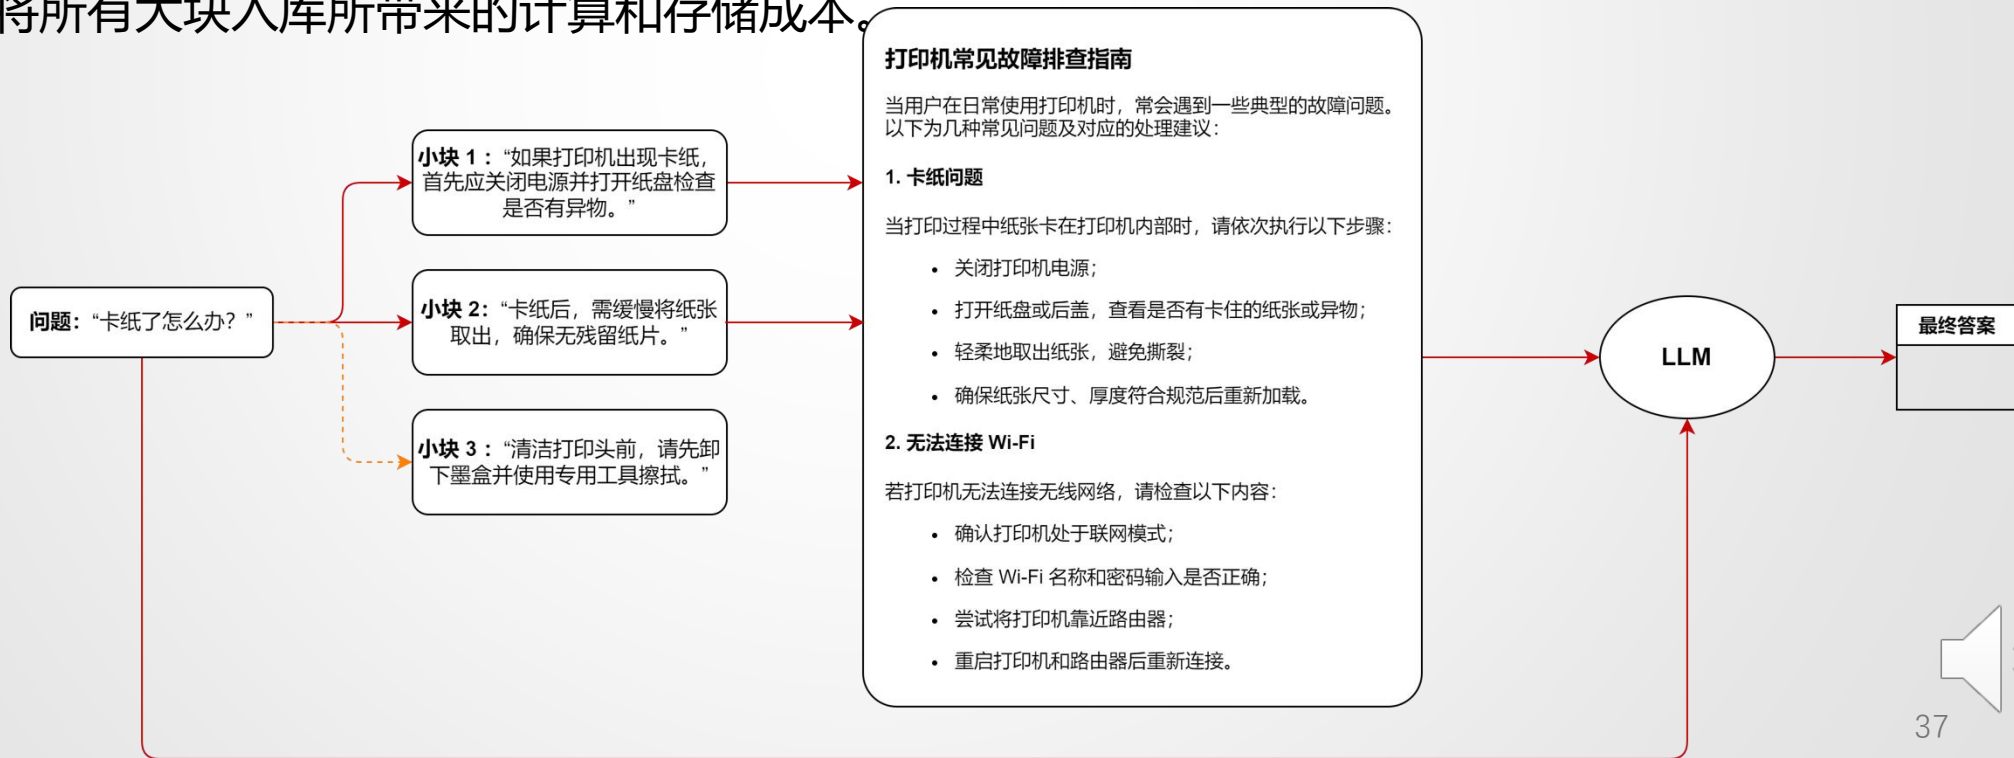 将所有大块入库所带来的计算和存储成本。
问题：“卡纸了怎么办？”
小块 1 ：“如果打印机出现卡纸，
首先应关闭电源并打开纸盘检查
是否有异物。”
小块 2：“卡纸后，需缓慢将纸张
取出，确保无残留纸片。”
小块 3 ：“清洁打印头前，请先卸
下墨盒并使用专用工具擦拭。”
打印机常见故障排查指南
当用户在日常使用打印机时，常会遇到一些典型的故障问题。
以下为几种常见问题及对应的处理建议：
1. 卡纸问题
当打印过程中纸张卡在打印机内部时，请依次执行以下步骤：
• 关闭打印机电源；
• 打开纸盘或后盖，查看是否有卡住的纸张或异物；
• 轻柔地取出纸张，避免撕裂；
• 确保纸张尺寸、厚度符合规范后重新加载。
2. 无法连接 Wi-Fi
若打印机无法连接无线网络，请检查以下内容：
• 确认打印机处于联网模式；
• 检查 Wi-Fi 名称和密码输入是否正确；
• 尝试将打印机靠近路由器；
• 重启打印机和路由器后重新连接。
LLM
最终答案
37